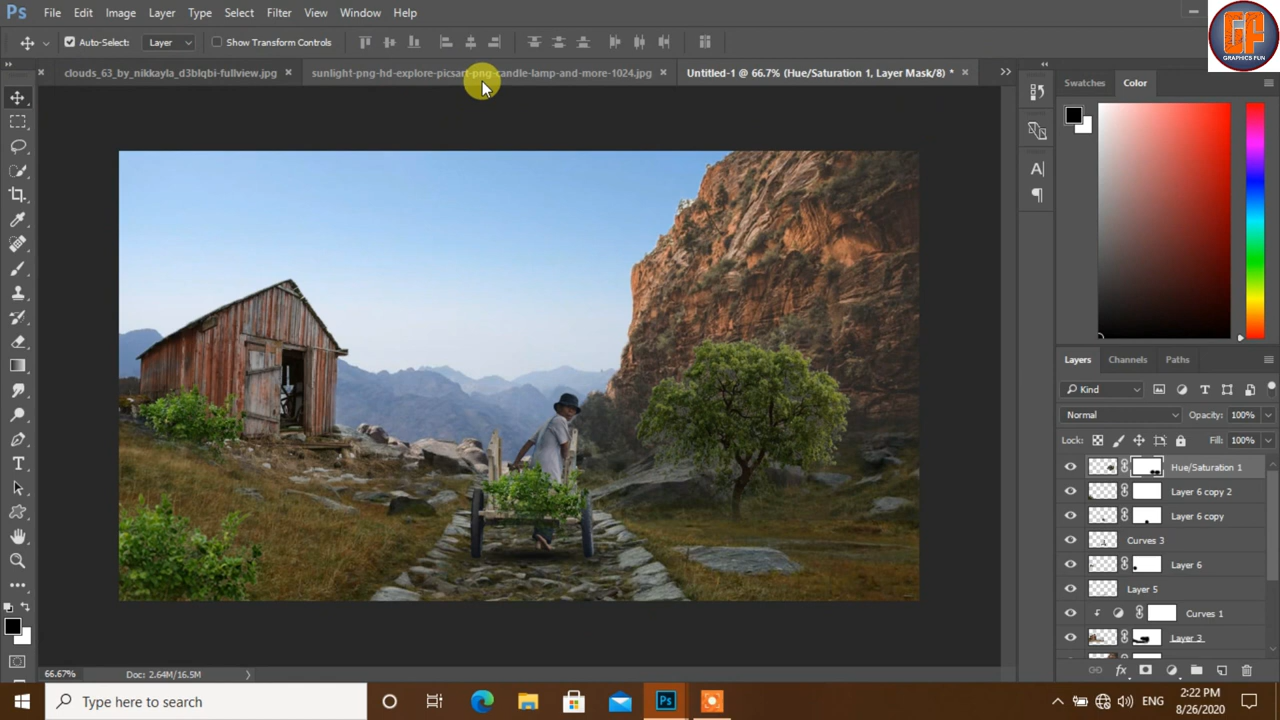 Ps File Edit Image Layer Type Select Filter View Window Help
GF
GRAPHICS FUN
Auto-Select: Layer Show Transform Controls
clouds_63_by_nikkayla_d3blqbi-fullview.jpg × sunlight-png-hd-explore-picsart-png-candle-lamp-and-more-1024.jpg × Untitled-1 @ 66.7% (Hue/Saturation 1, Layer Mask/8) * ×
Swatches Color
Layers Channels Paths
Kind
Normal Opacity: 100%
Lock: Fill: 100%
Hue/Saturation 1
Layer 6 copy 2
Layer 6 copy
Curves 3
Layer 6
Layer 5
Curves 1
Layer 3
66.67% Doc: 2.64M/16.5M
Type here to search
Ps
ENG
2:22 PM
8/26/2020